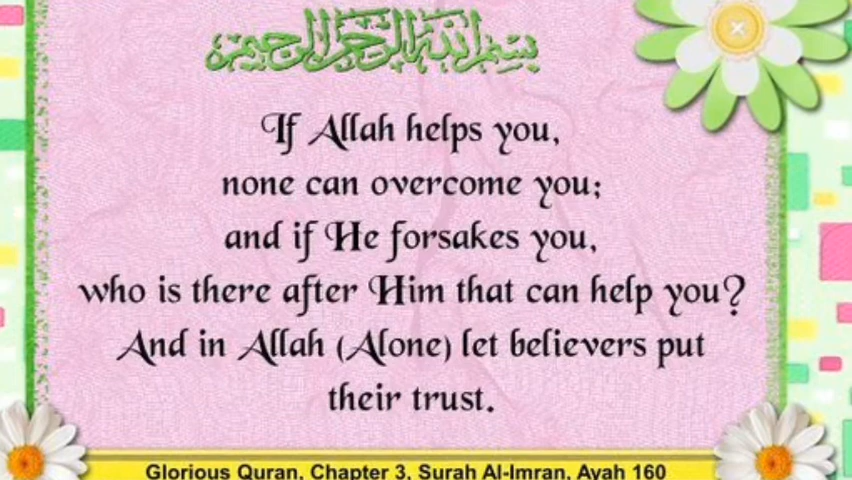 بسم الله الرحمن الرحيم
If Allah helps you,
none can overcome you;
and if He forsakes you,
who is there after Him that can help you?
And in Allah (Alone) let believers put
their trust.
Glorious Quran, Chapter 3, Surah Al-Imran, Ayah 160